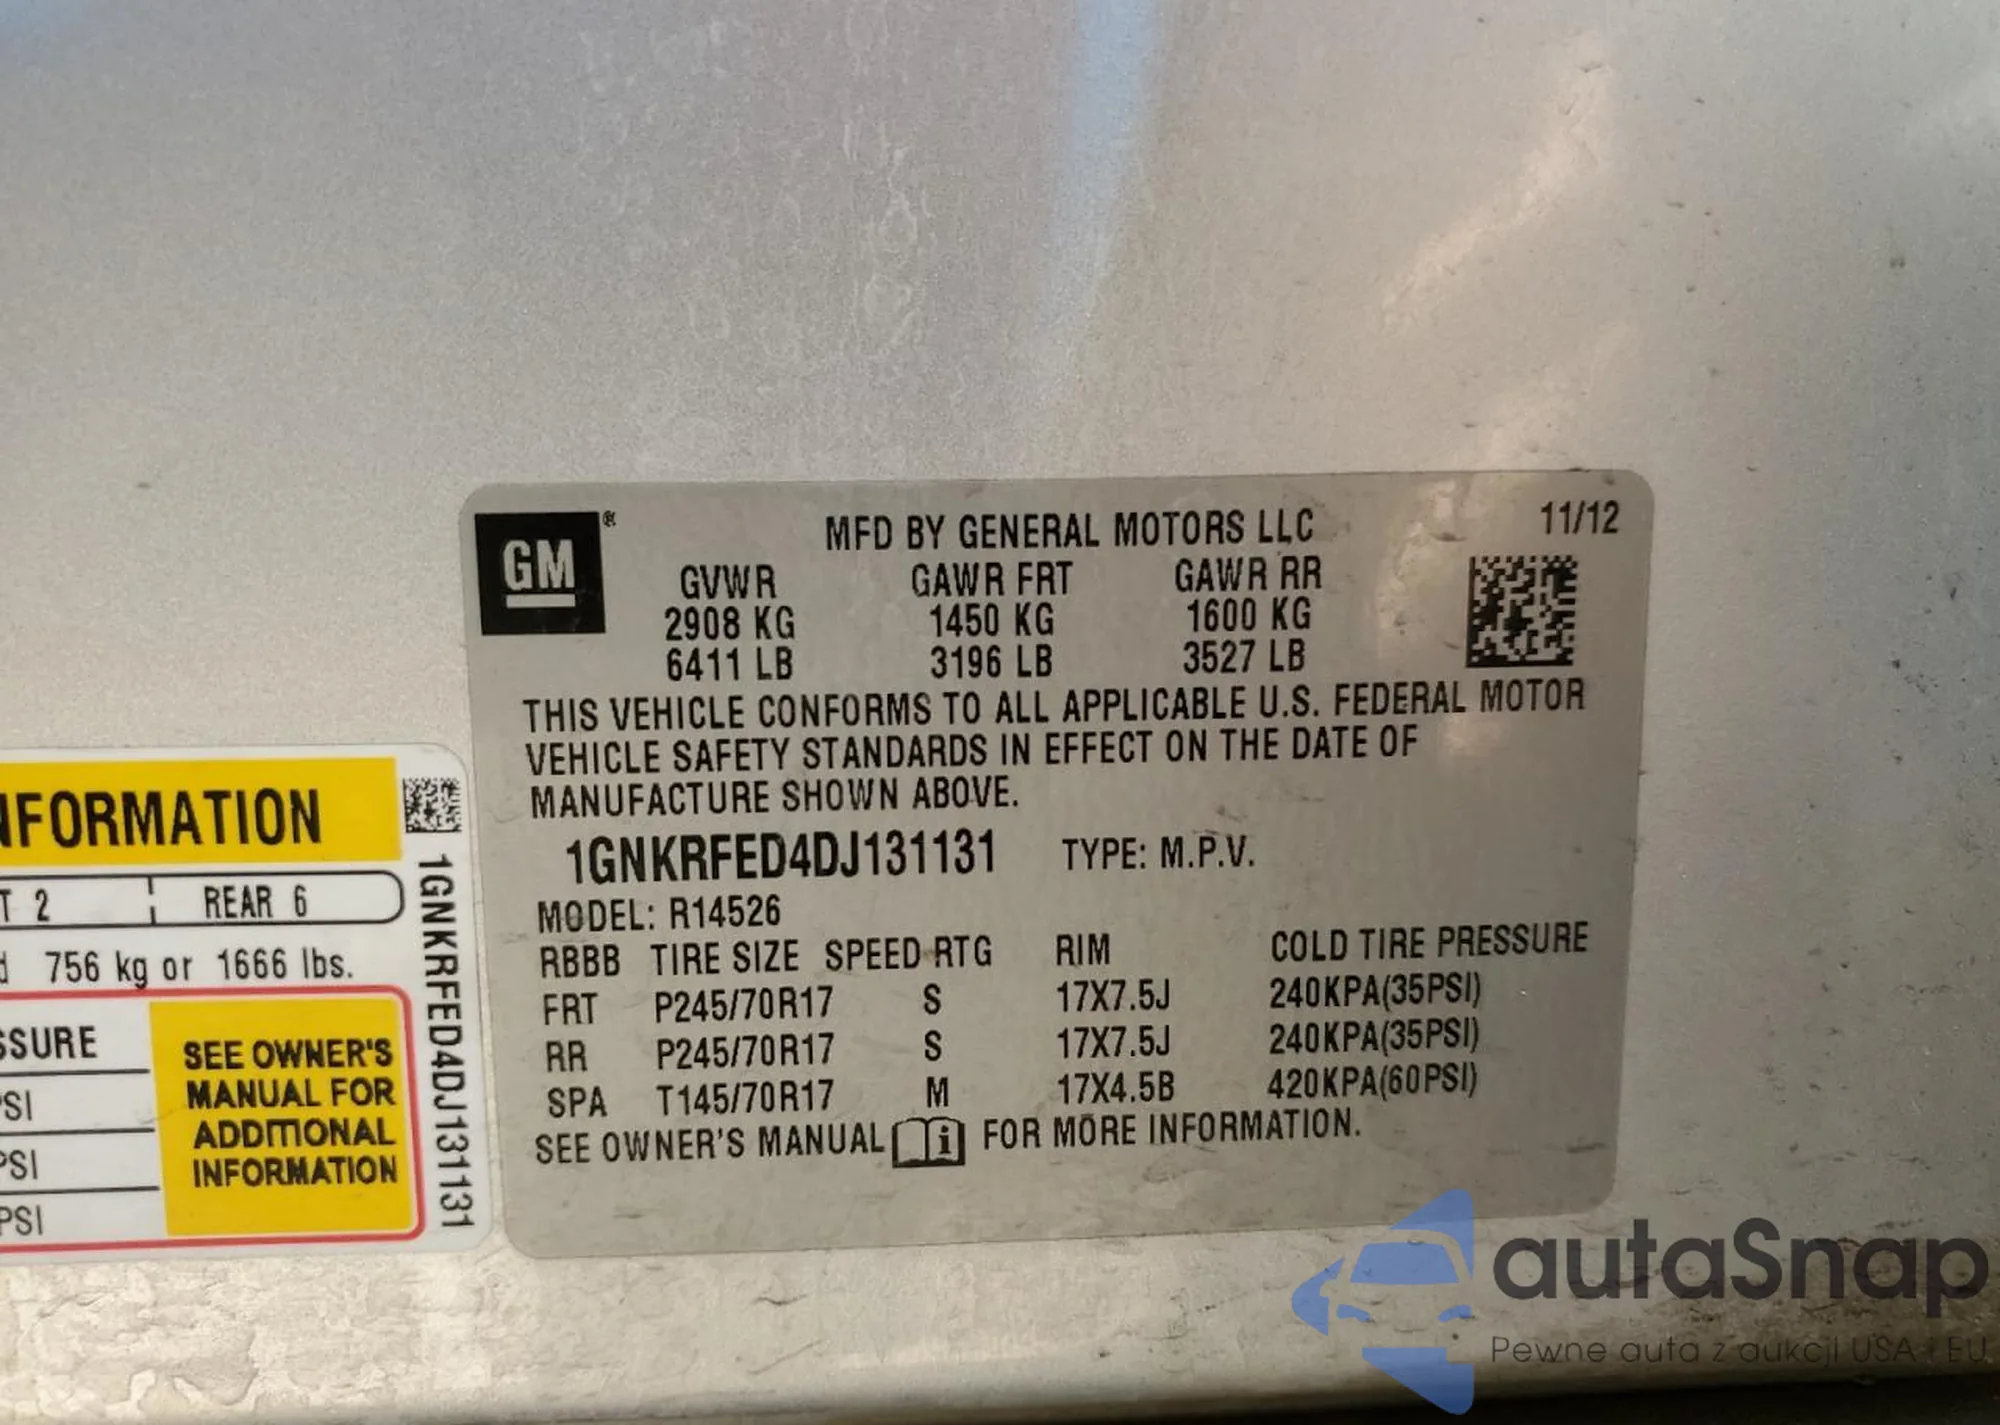 GM®
MFD BY GENERAL MOTORS LLC 11/12
GVWR GAWR FRT GAWR RR
2908 KG 1450 KG 1600 KG
6411 LB 3196 LB 3527 LB
THIS VEHICLE CONFORMS TO ALL APPLICABLE U.S. FEDERAL MOTOR
VEHICLE SAFETY STANDARDS IN EFFECT ON THE DATE OF
MANUFACTURE SHOWN ABOVE.
1GNKRFED4DJ131131 TYPE: M.P.V.
MODEL: R14526
RBBB TIRE SIZE SPEED RTG RIM COLD TIRE PRESSURE
FRT P245/70R17 S 17X7.5J 240KPA(35PSI)
RR P245/70R17 S 17X7.5J 240KPA(35PSI)
SPA T145/70R17 M 17X4.5B 420KPA(60PSI)
SEE OWNER'S MANUAL i FOR MORE INFORMATION.
NFORMATION
T 2 REAR 6
d 756 kg or 1666 lbs.
SSURE
PSI
PSI
PSI
SEE OWNER'S
MANUAL FOR
ADDITIONAL
INFORMATION
1GNKRFED4DJ131131
autaSnap
Pewne auta z aukcji USA i EU